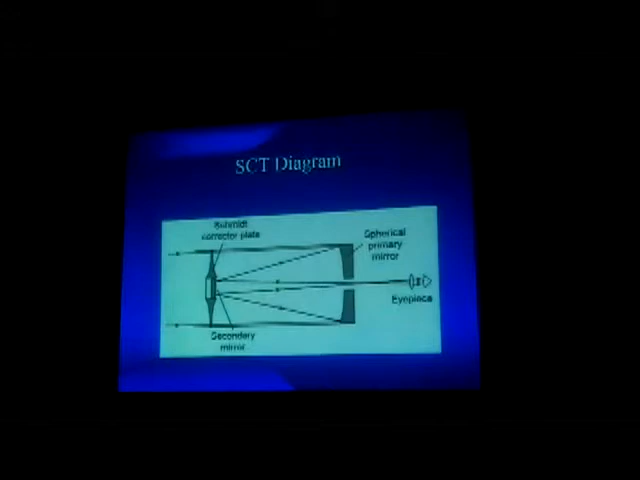 SCT Diagram
Schmidt
corrector plate
Spherical
primary
mirror
Eyepiece
Secondary
mirror